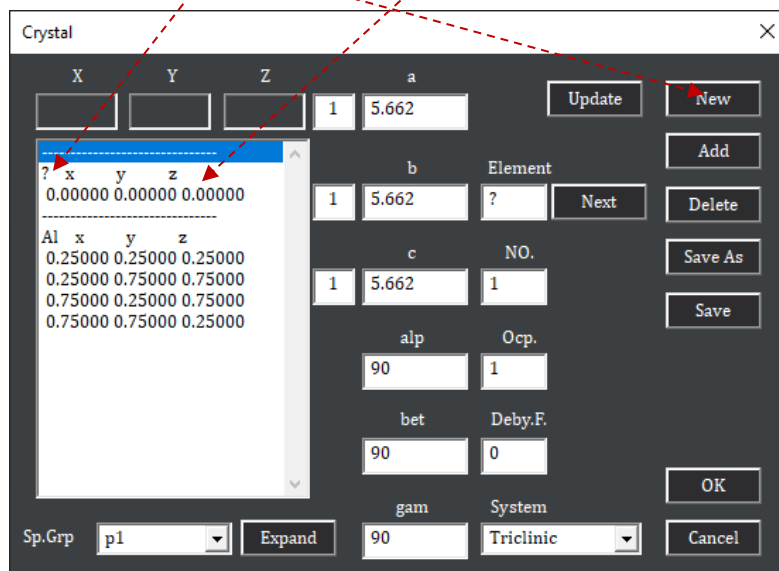 Crystal
X Y Z a
1 5.662 Update New
--------------------------------
? x y z
0.00000 0.00000 0.00000
--------------------------------
Al x y z
0.25000 0.25000 0.25000
0.25000 0.75000 0.75000
0.75000 0.25000 0.75000
0.75000 0.75000 0.25000
Add
b Element
1 5.662 ? Next Delete
c NO. Save As
1 5.662 1
Save
alp Ocp.
90 1
bet Deby.F.
90 0
OK
gam System
Sp.Grp p1 Expand 90 Triclinic Cancel